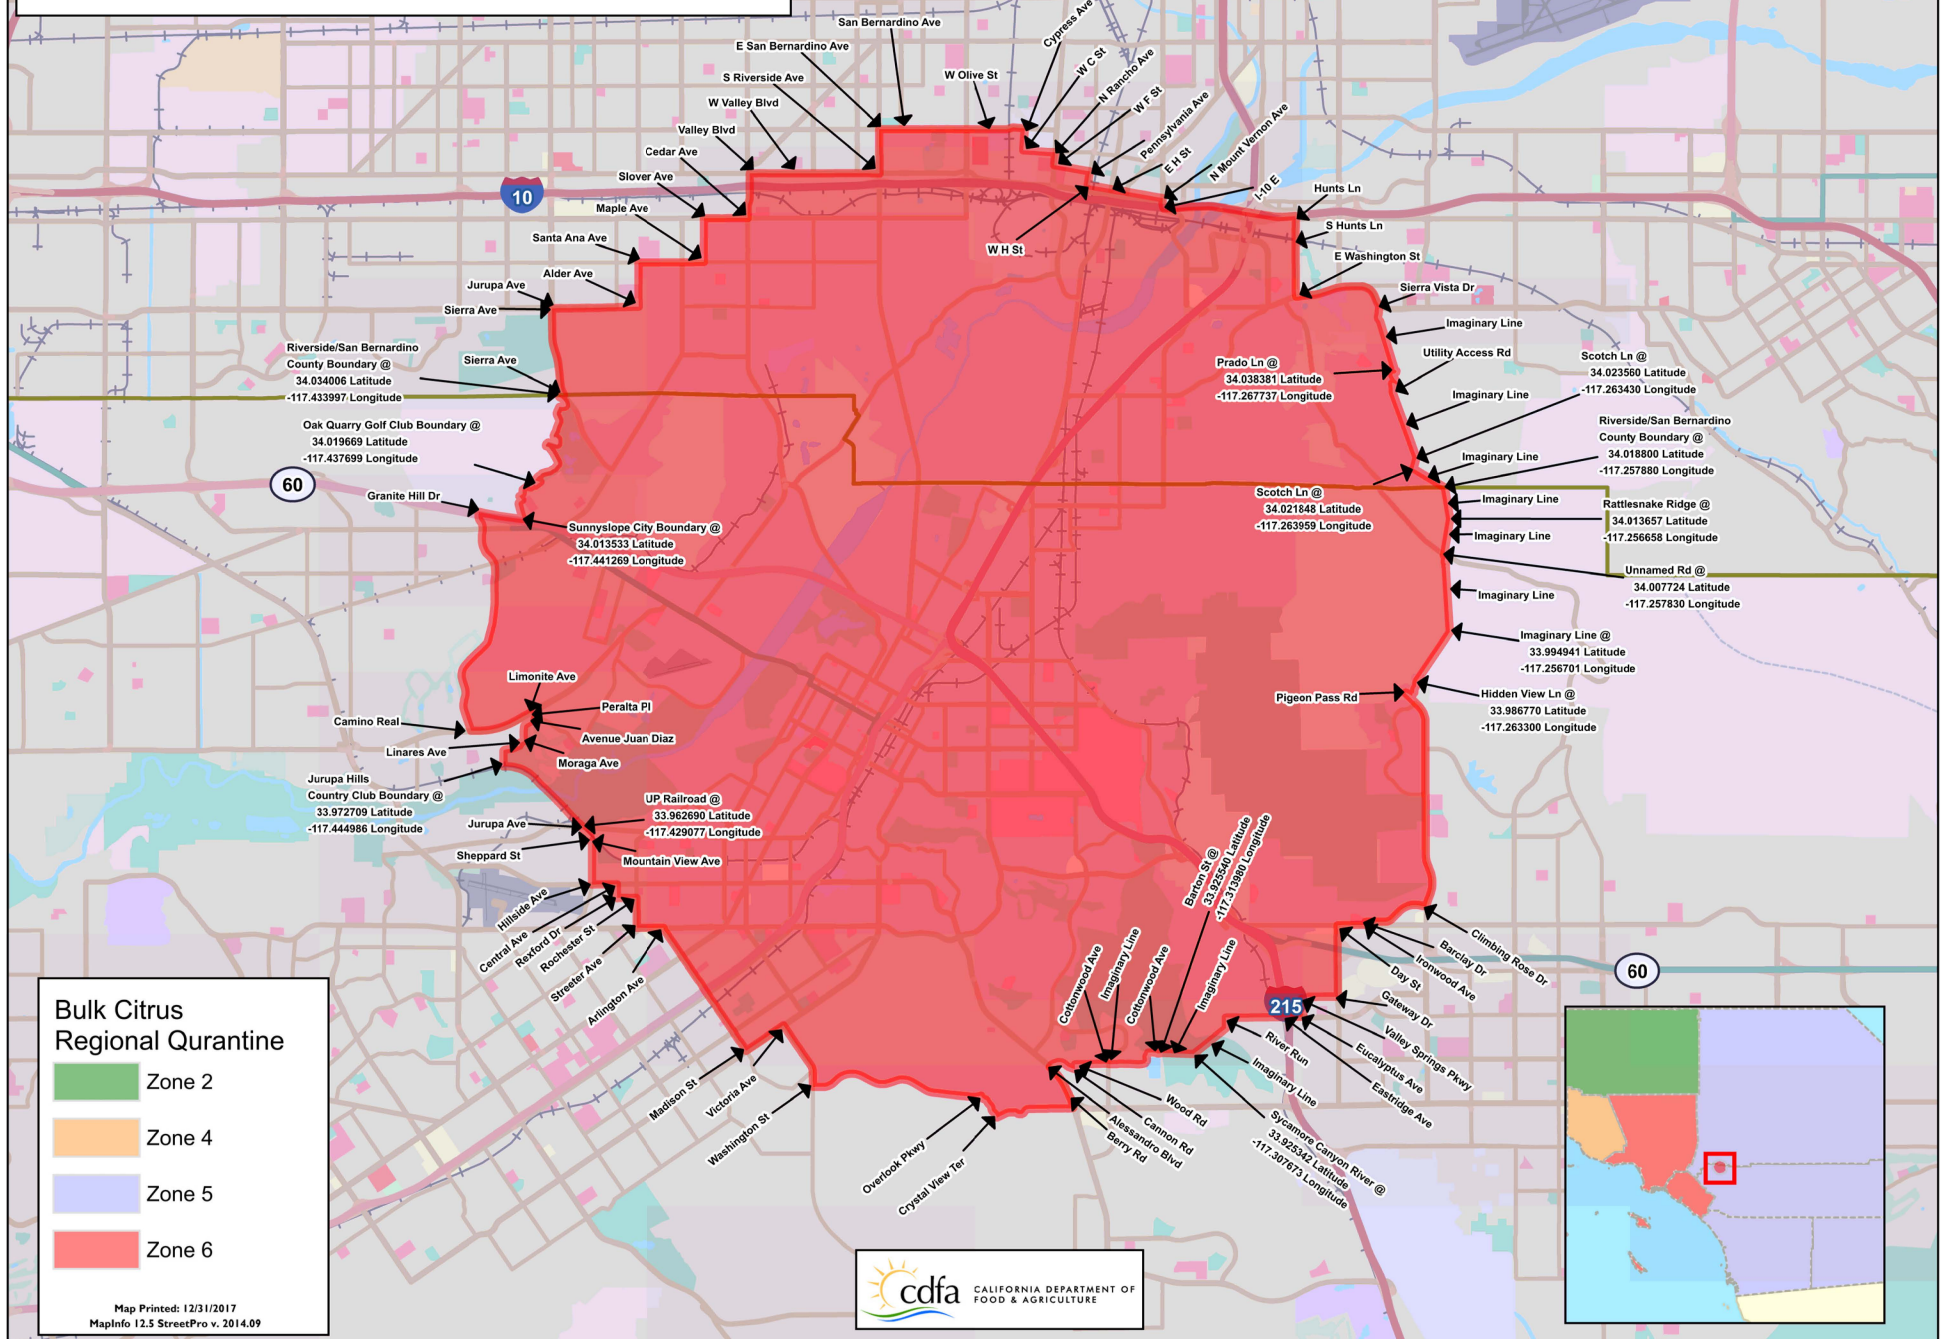 San Bernardino Ave
E San Bernardino Ave
S Riverside Ave
W Valley Blvd
Valley Blvd
Cedar Ave
Slover Ave
Maple Ave
Santa Ana Ave
Alder Ave
Jurupa Ave
Sierra Ave
W Olive St
Cypress Ave
W C St
N Rancho Ave
W F St
Pennsylvania Ave
E H St
N Mount Vernon Ave
I-10 E
W H St
Hunts Ln
S Hunts Ln
E Washington St
Sierra Vista Dr
Imaginary Line
Utility Access Rd
Imaginary Line
10
Riverside/San Bernardino
County Boundary @
34.034006 Latitude
-117.433997 Longitude
Sierra Ave
Prado Ln @
34.038381 Latitude
-117.267737 Longitude
Scotch Ln @
34.023560 Latitude
-117.263430 Longitude
Riverside/San Bernardino
County Boundary @
34.018800 Latitude
-117.257880 Longitude
Imaginary Line
Oak Quarry Golf Club Boundary @
34.019669 Latitude
-117.437699 Longitude
60
Granite Hill Dr
Sunnyslope City Boundary @
34.013533 Latitude
-117.441269 Longitude
Scotch Ln @
34.021848 Latitude
-117.263959 Longitude
Imaginary Line
Rattlesnake Ridge @
34.013657 Latitude
-117.256658 Longitude
Imaginary Line
Unnamed Rd @
34.007724 Latitude
-117.257830 Longitude
Imaginary Line
Imaginary Line @
33.994941 Latitude
-117.256701 Longitude
Pigeon Pass Rd
Hidden View Ln @
33.986770 Latitude
-117.263300 Longitude
Limonite Ave
Peralta Pl
Camino Real
Avenue Juan Diaz
Linares Ave
Moraga Ave
Jurupa Hills
Country Club Boundary @
33.972709 Latitude
-117.444986 Longitude
UP Railroad @
33.962690 Latitude
-117.429077 Longitude
Jurupa Ave
Sheppard St
Mountain View Ave
Hillside Ave
Central Ave
Rexford Dr
Rochester St
Streeter Ave
Arlington Ave
Madison St
Victoria Ave
Washington St
Overlook Pkwy
Crystal View Ter
Cottonwood Ave
Imaginary Line
Cottonwood Ave
Barton St @
33.925540 Latitude
-117.313980 Longitude
Imaginary Line
215
Climbing Rose Dr
Barclay Dr
Ironwood Ave
Day St
Gateway Dr
Valley Springs Pkwy
Eucalyptus Ave
Eastridge Ave
River Run
Imaginary Line
Sycamore Canyon River @
33.925342 Latitude
-117.307673 Longitude
Wood Rd
Cannon Rd
Alessandro Blvd
Berry Rd
60
Bulk Citrus
Regional Qurantine
Zone 2
Zone 4
Zone 5
Zone 6
Map Printed: 12/31/2017
MapInfo 12.5 StreetPro v. 2014.09
cdfa
CALIFORNIA DEPARTMENT OF
FOOD & AGRICULTURE